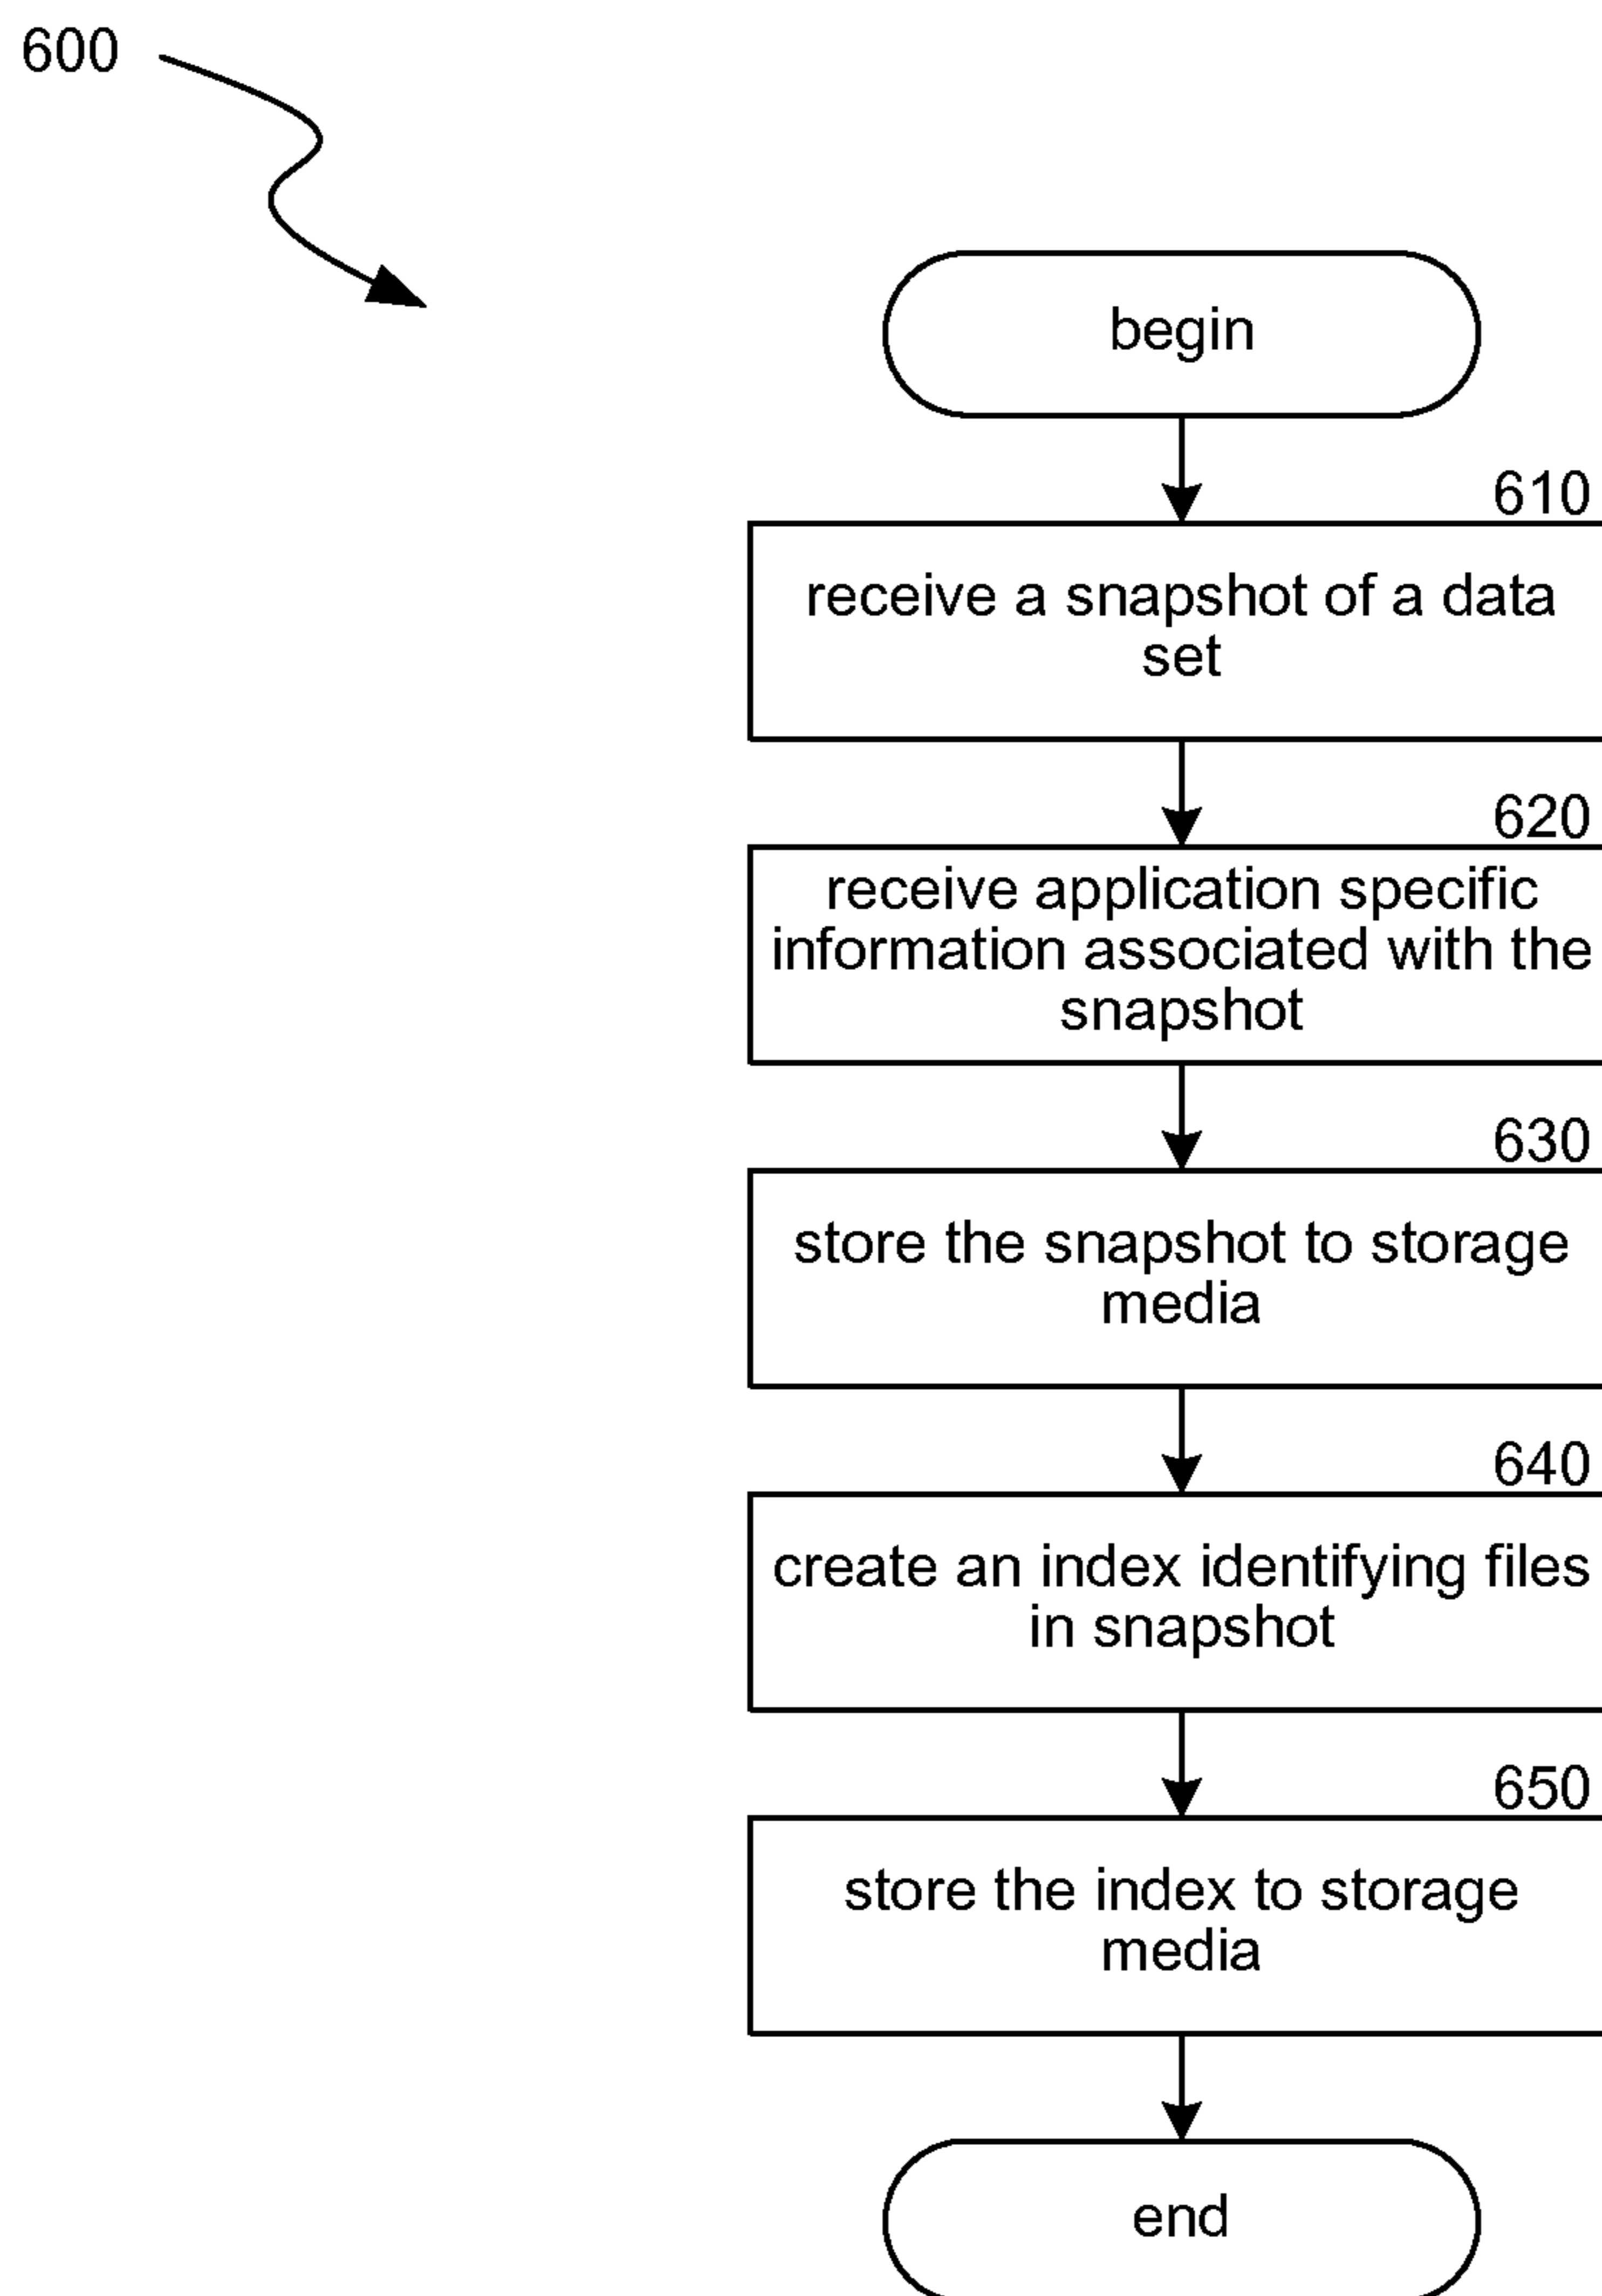 600
begin
610
receive a snapshot of a data
set
620
receive application specific
information associated with the
snapshot
630
store the snapshot to storage
media
640
create an index identifying files
in snapshot
650
store the index to storage
media
end